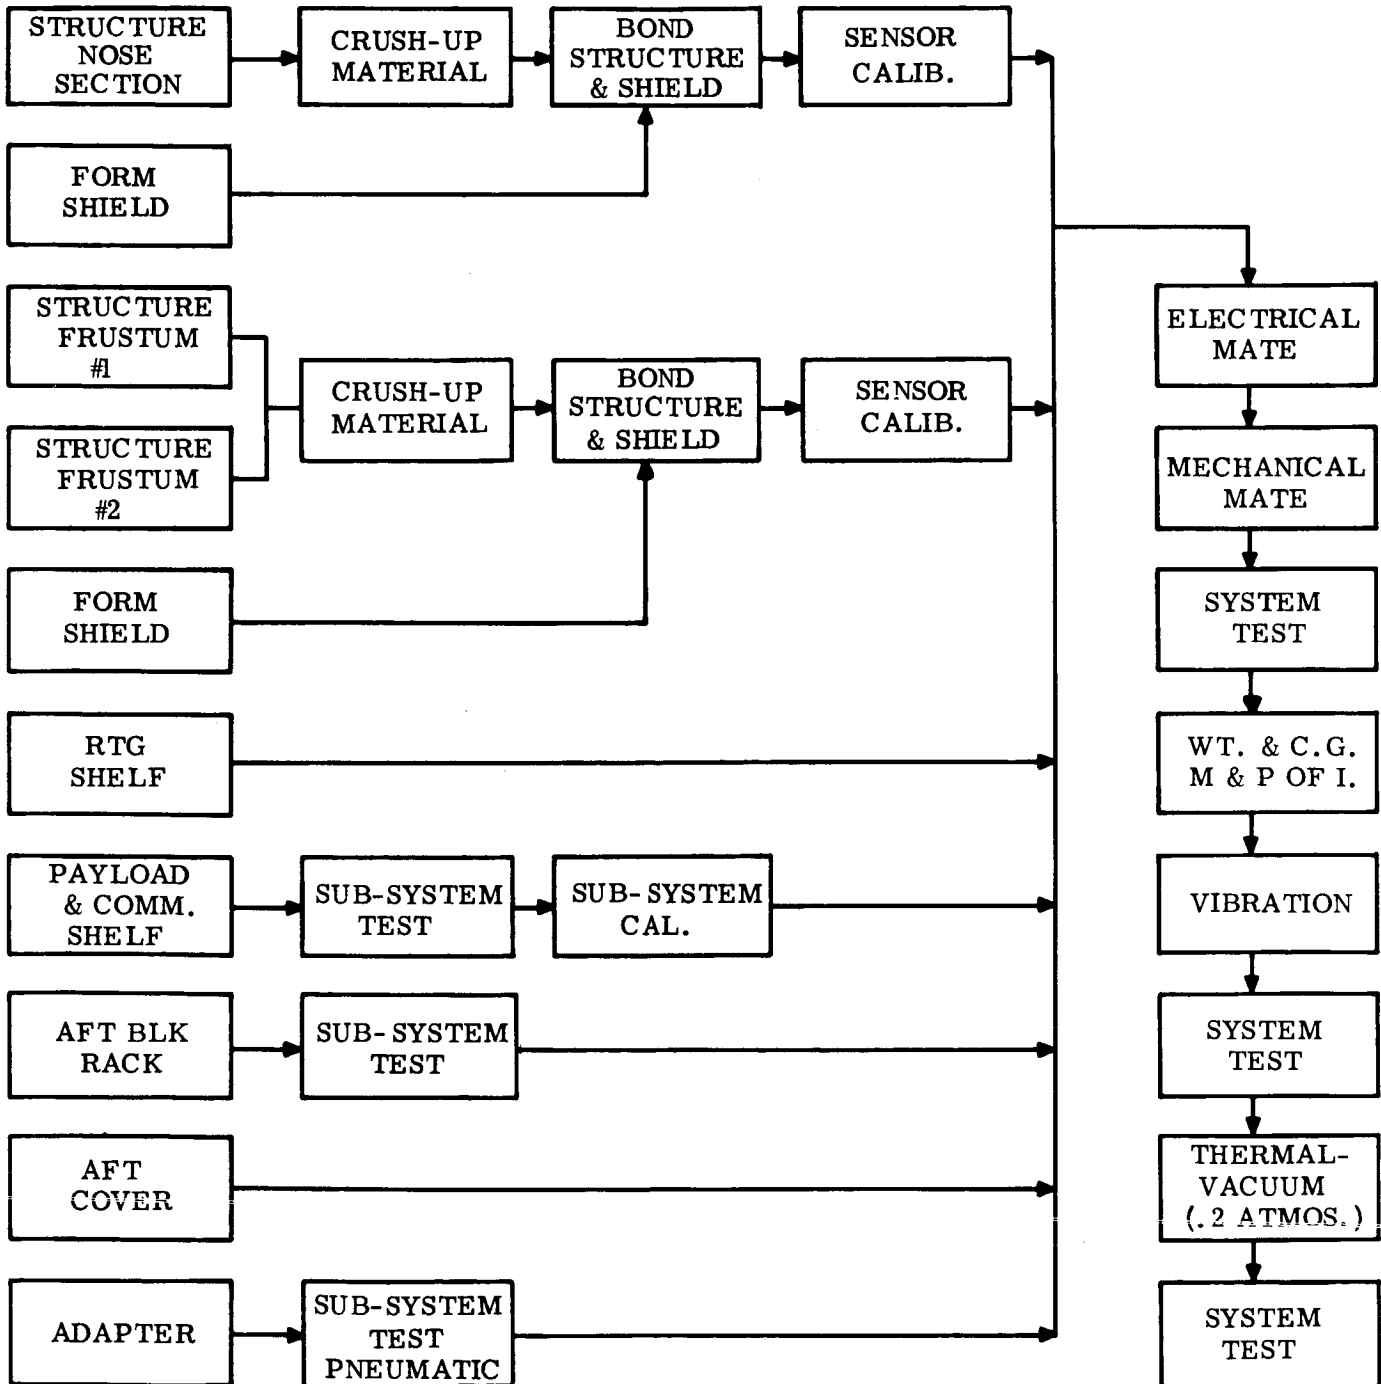 STRUCTURE
NOSE
SECTION
CRUSH-UP
MATERIAL
BOND
STRUCTURE
& SHIELD
SENSOR
CALIB.
FORM
SHIELD
STRUCTURE
FRUSTUM
#1
STRUCTURE
FRUSTUM
#2
CRUSH-UP
MATERIAL
BOND
STRUCTURE
& SHIELD
SENSOR
CALIB.
FORM
SHIELD
RTG
SHELF
PAYLOAD
& COMM.
SHELF
SUB-SYSTEM
TEST
SUB-SYSTEM
CAL.
AFT BLK
RACK
SUB-SYSTEM
TEST
AFT
COVER
ADAPTER
SUB-SYSTEM
TEST
PNEUMATIC
ELECTRICAL
MATE
MECHANICAL
MATE
SYSTEM
TEST
WT. & C.G.
M & P OF I.
VIBRATION
SYSTEM
TEST
THERMAL-
VACUUM
(.2 ATMOS.)
SYSTEM
TEST